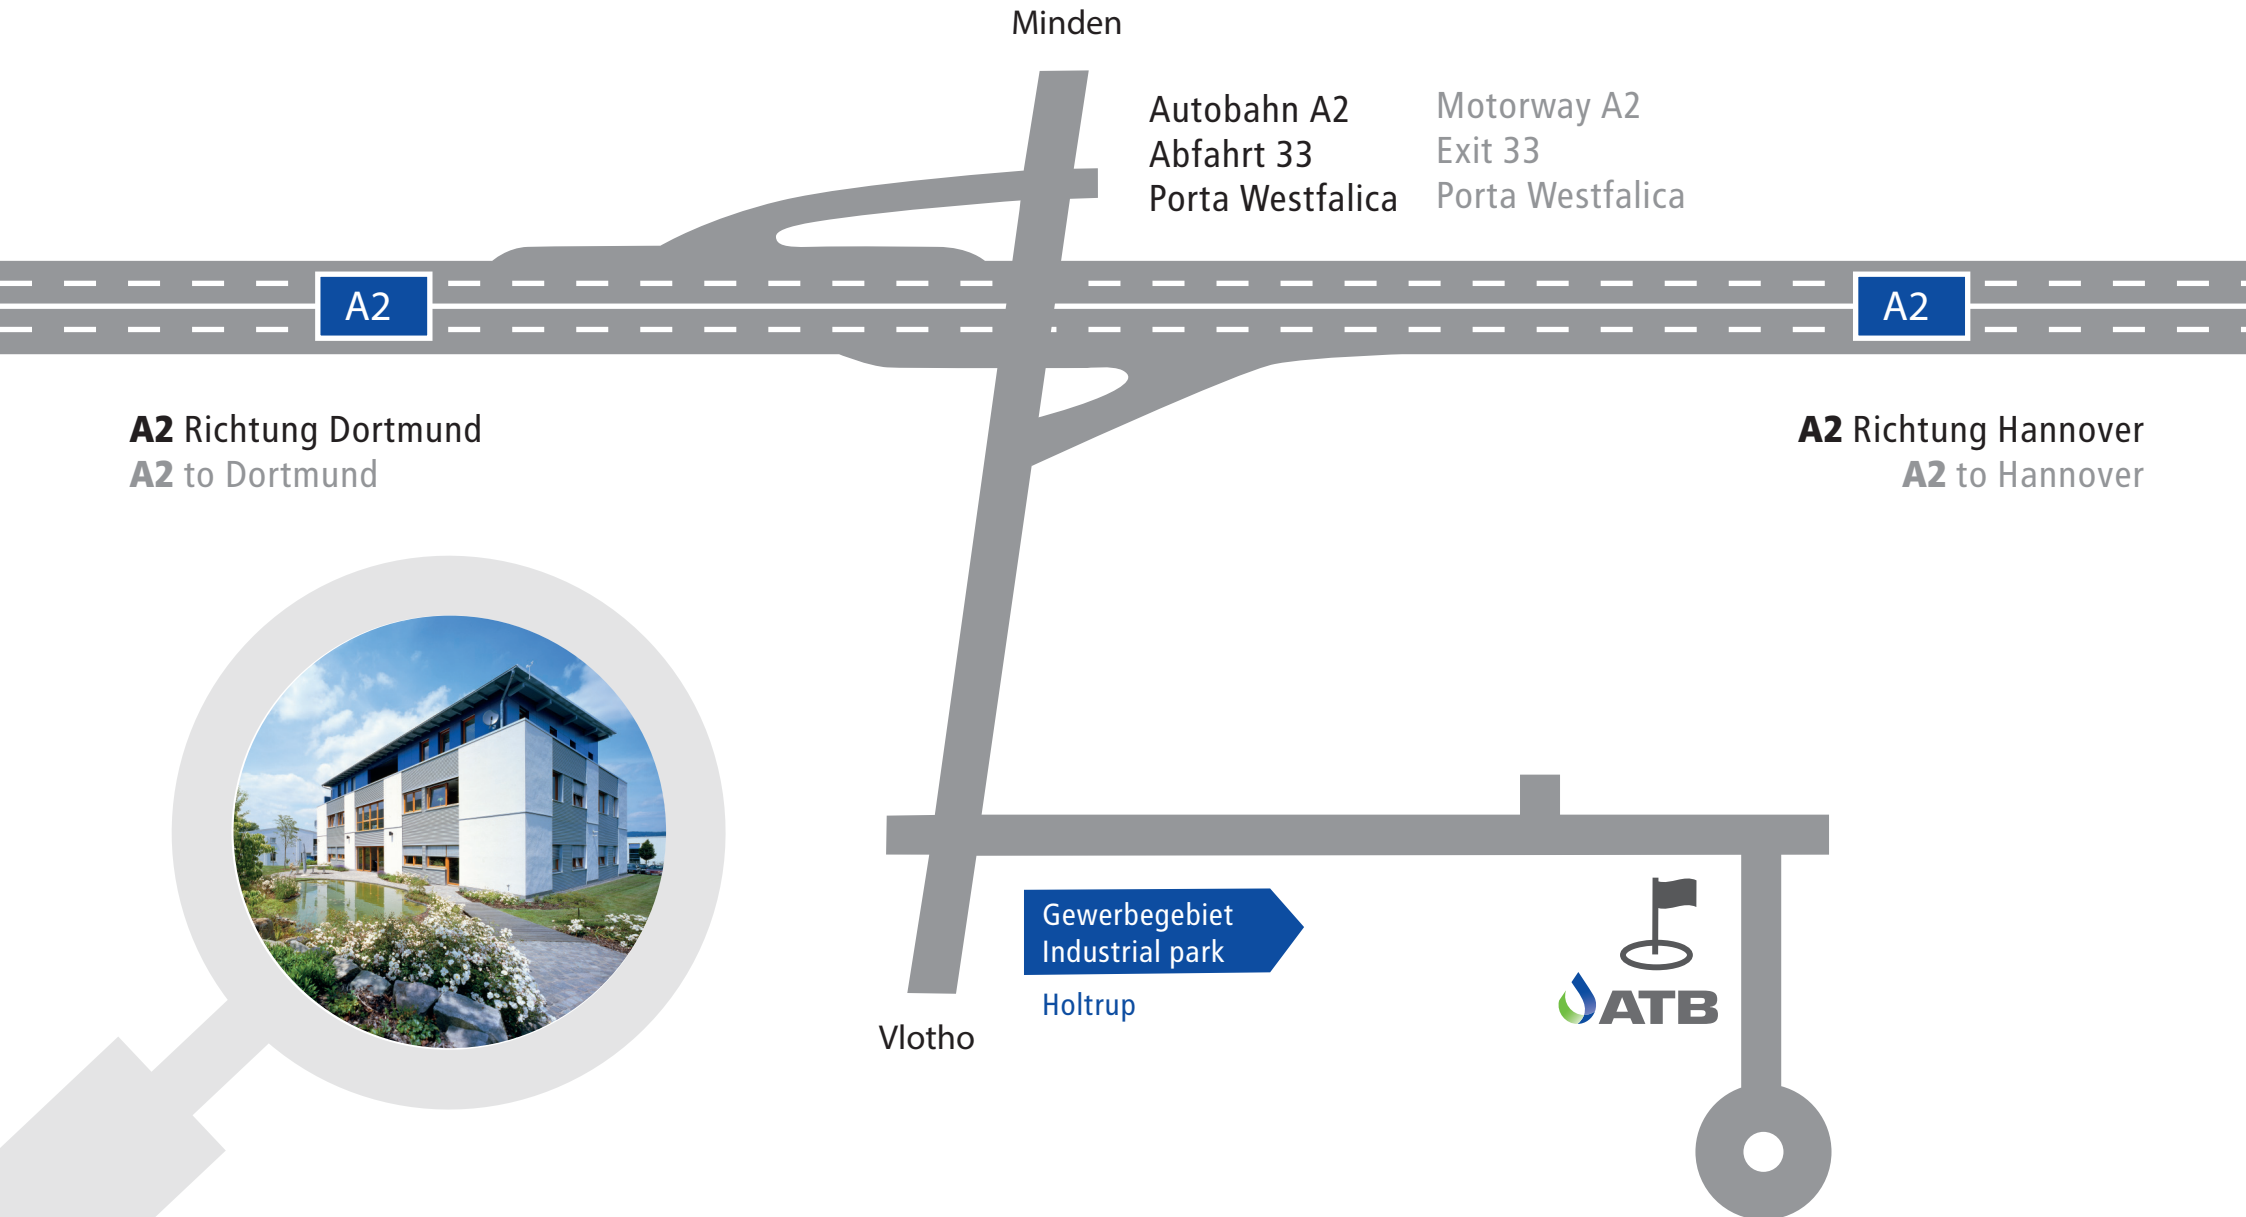 Minden
Autobahn A2
Abfahrt 33
Porta Westfalica
Motorway A2
Exit 33
Porta Westfalica
A2
A2
A2 Richtung Dortmund
A2 to Dortmund
A2 Richtung Hannover
A2 to Hannover
Gewerbegebiet
Industrial park
Holtrup
Vlotho
ATB